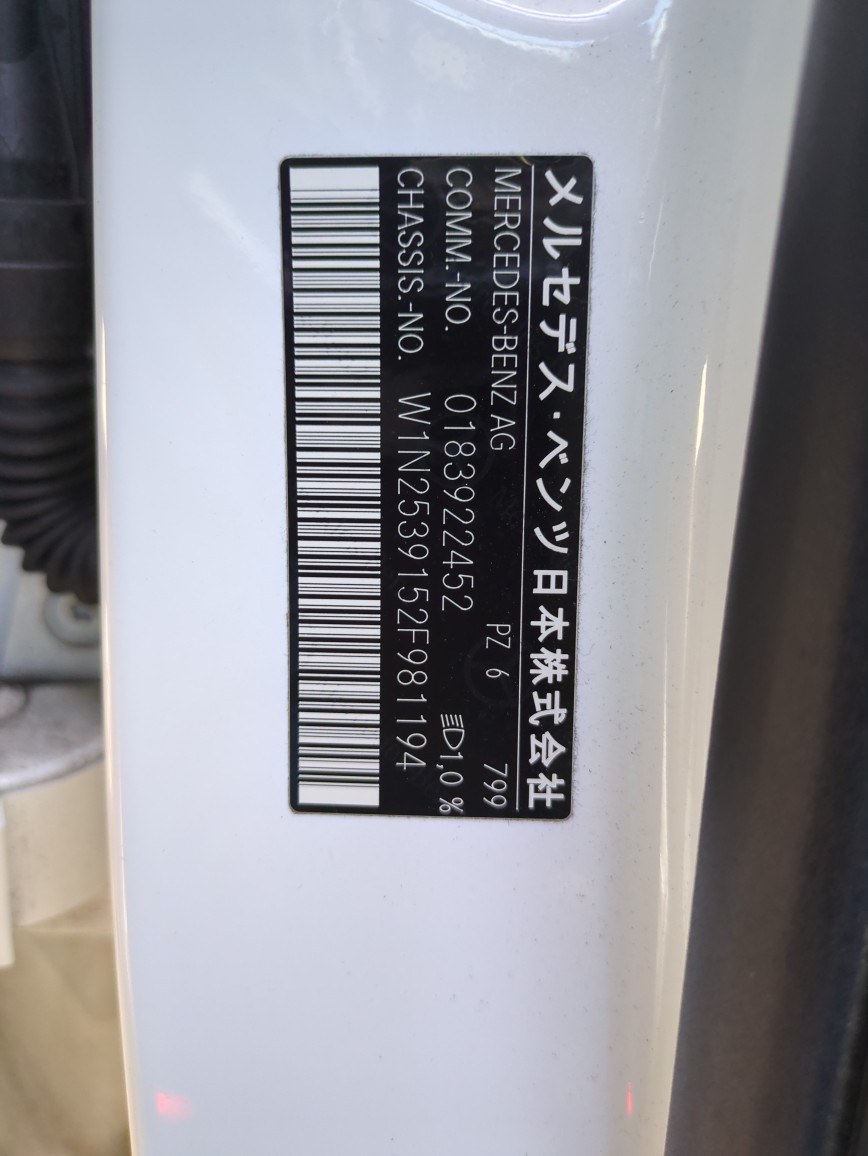 メルセデス・ベンツ 日本株式会社
MERCEDES-BENZ AG PZ 6 799
COMM.-NO. 0183922452 1,0 %
CHASSIS.-NO. W1N2539152F981194